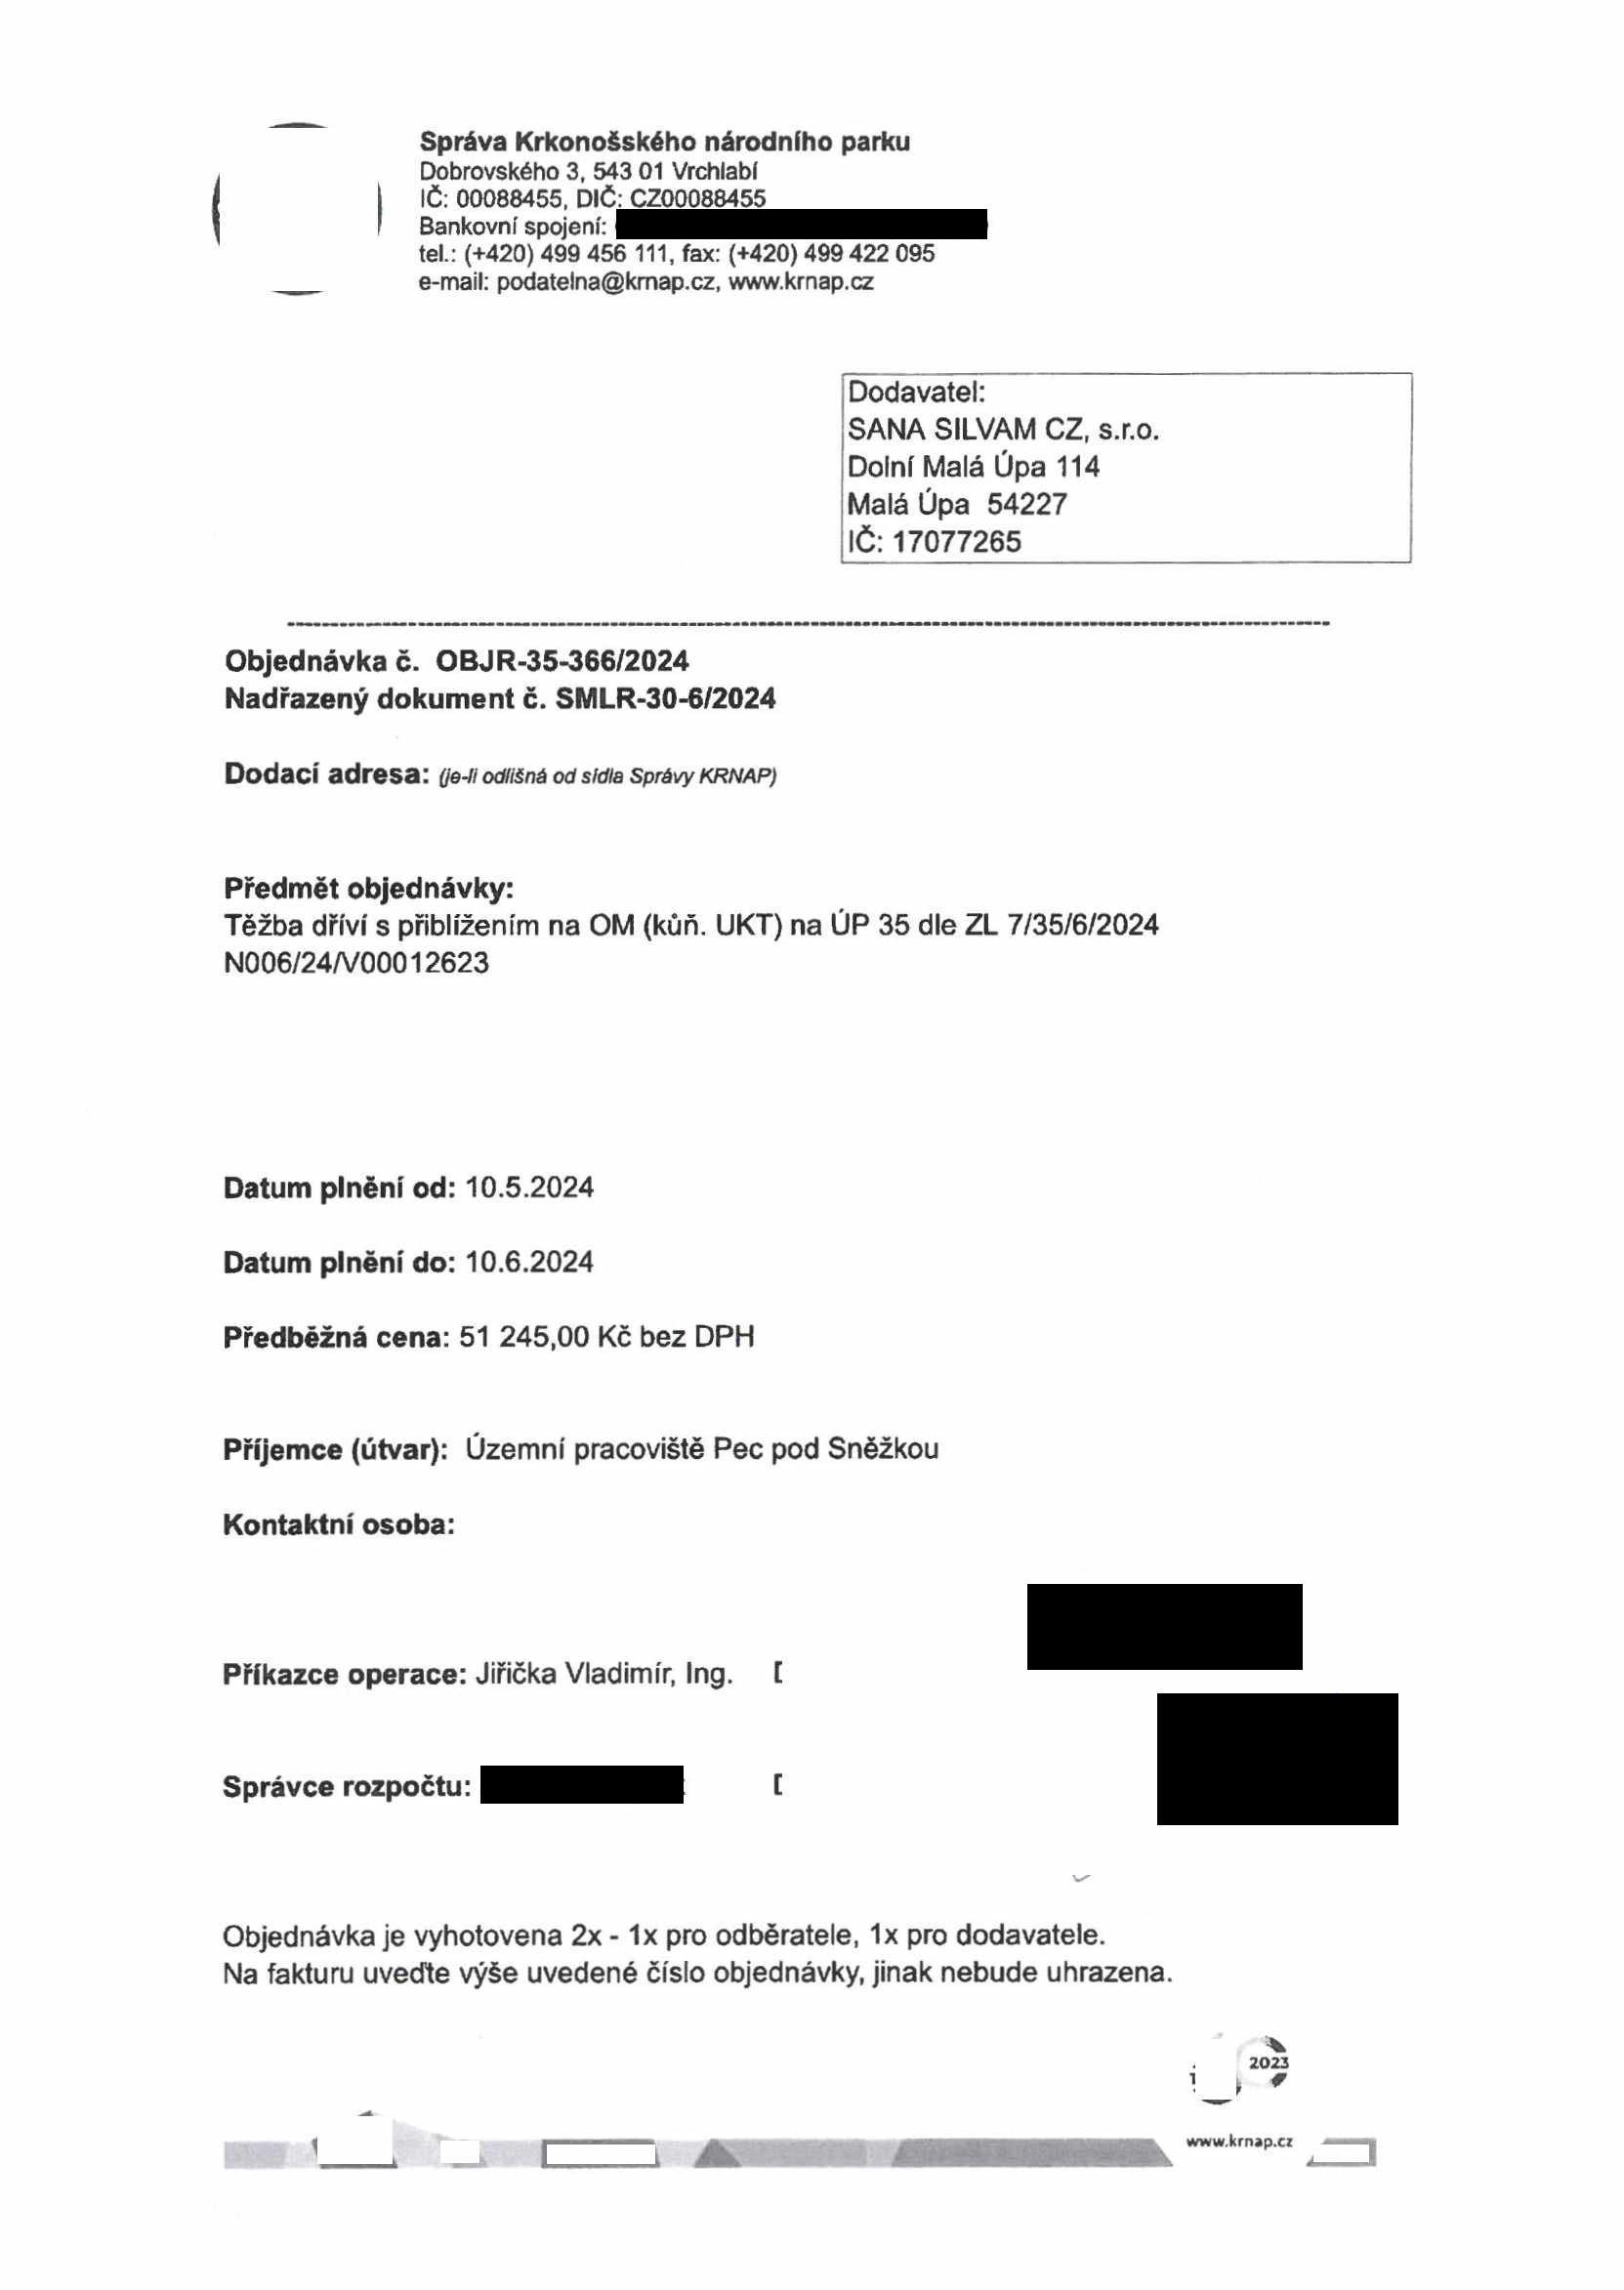 Správa Krkonošského národního parku
Dobrovského 3, 543 01 Vrchlabí
IČ: 00088455, DIČ: CZ00088455
Bankovní spojení:
tel.: (+420) 499 456 111, fax: (+420) 499 422 095
e-mail: podatelna@krnap.cz, www.krnap.cz
Dodavatel:
SANA SILVAM CZ, s.r.o.
Dolní Malá Úpa 114
Malá Úpa 54227
IČ: 17077265
Objednávka č. OBJR-35-366/2024
Nadřazený dokument č. SMLR-30-6/2024
Dodací adresa: (je-li odlišná od sídla Správy KRNAP)
Předmět objednávky:
Těžba dříví s přiblížením na OM (kůň. UKT) na ÚP 35 dle ZL 7/35/6/2024
N006/24/V00012623
Datum plnění od: 10.5.2024
Datum plnění do: 10.6.2024
Předběžná cena: 51 245,00 Kč bez DPH
Příjemce (útvar): Územní pracoviště Pec pod Sněžkou
Kontaktní osoba:
Příkazce operace: Jiřička Vladimír, Ing.
Správce rozpočtu:
Objednávka je vyhotovena 2x - 1x pro odběratele, 1x pro dodavatele.
Na fakturu uveďte výše uvedené číslo objednávky, jinak nebude uhrazena.
2023
www.krnap.cz